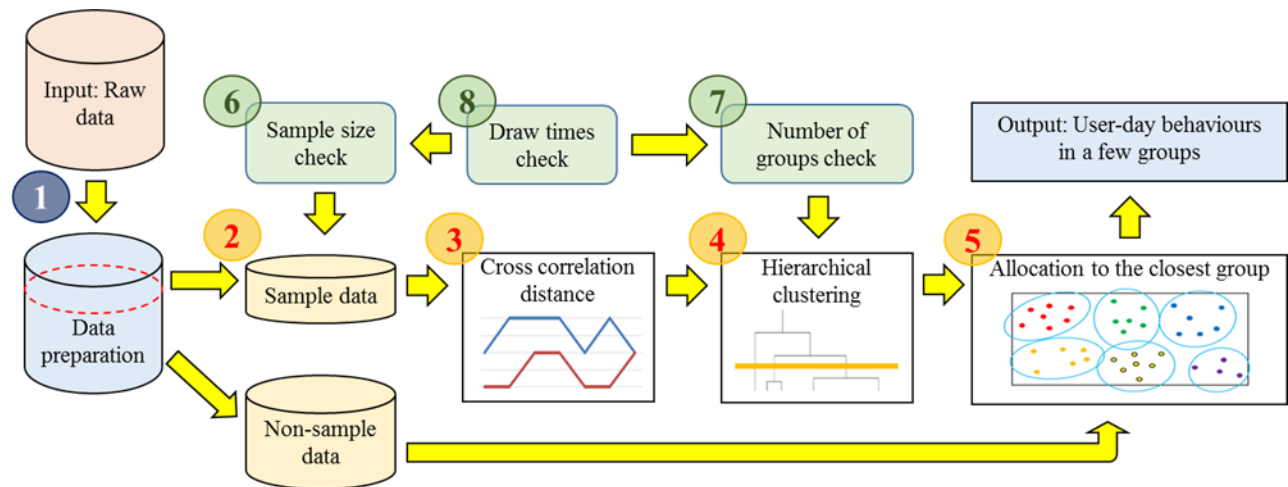 Input: Raw
data
1
Data
preparation
6
Sample size
check
8
Draw times
check
7
Number of
groups check
Output: User-day behaviours
in a few groups
2
Sample data
3
Cross correlation
distance
4
Hierarchical
clustering
5
Allocation to the closest group
Non-sample
data